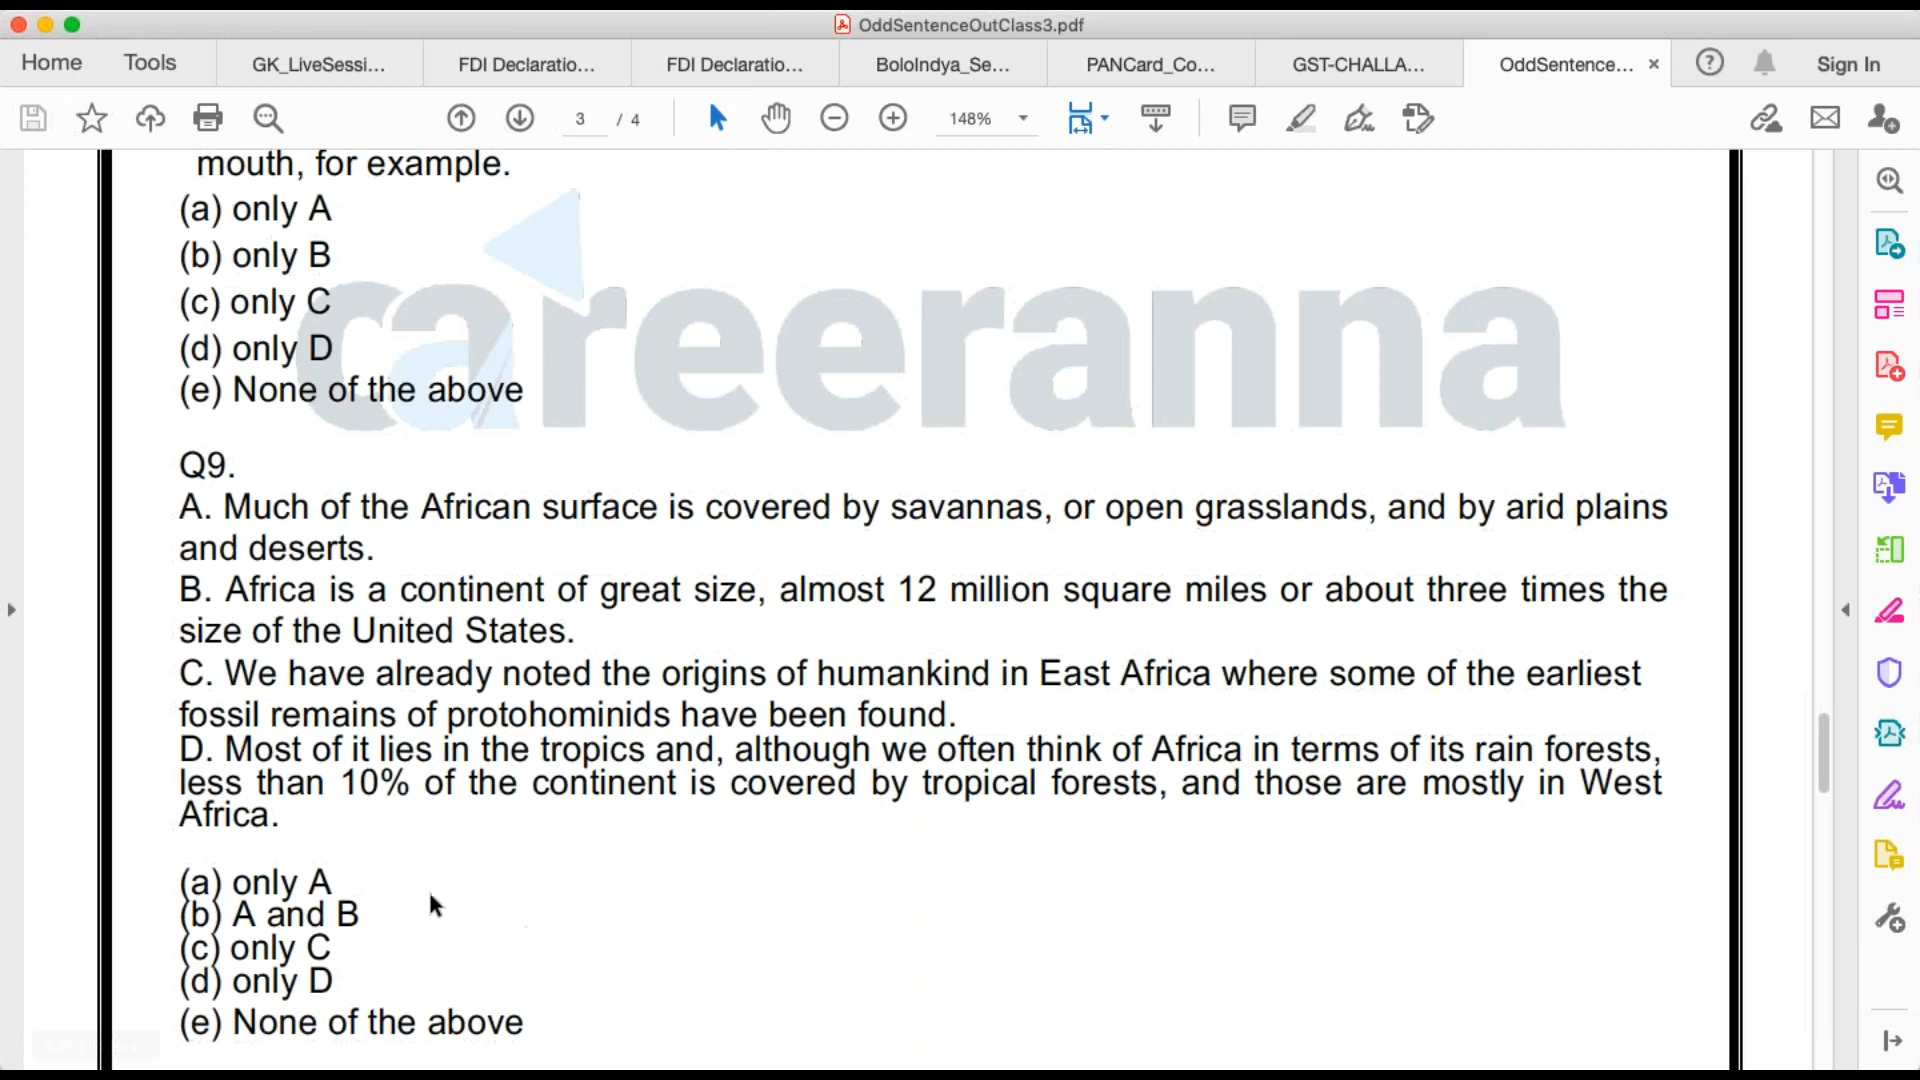 OddSentenceOutClass3.pdf
Home Tools GK_LiveSessi... FDI Declaratio... FDI Declaratio... BoloIndya_Se... PANCard_Co... GST-CHALLA... OddSentence... × ? Sign In
3 / 4 148%
mouth, for example.
(a) only A
(b) only B
(c) only C
(d) only D
(e) None of the above
careeranna
Q9.
A. Much of the African surface is covered by savannas, or open grasslands, and by arid plains
and deserts.
B. Africa is a continent of great size, almost 12 million square miles or about three times the
size of the United States.
C. We have already noted the origins of humankind in East Africa where some of the earliest
fossil remains of protohominids have been found.
D. Most of it lies in the tropics and, although we often think of Africa in terms of its rain forests,
less than 10% of the continent is covered by tropical forests, and those are mostly in West
Africa.
(a) only A
(b) A and B
(c) only C
(d) only D
(e) None of the above